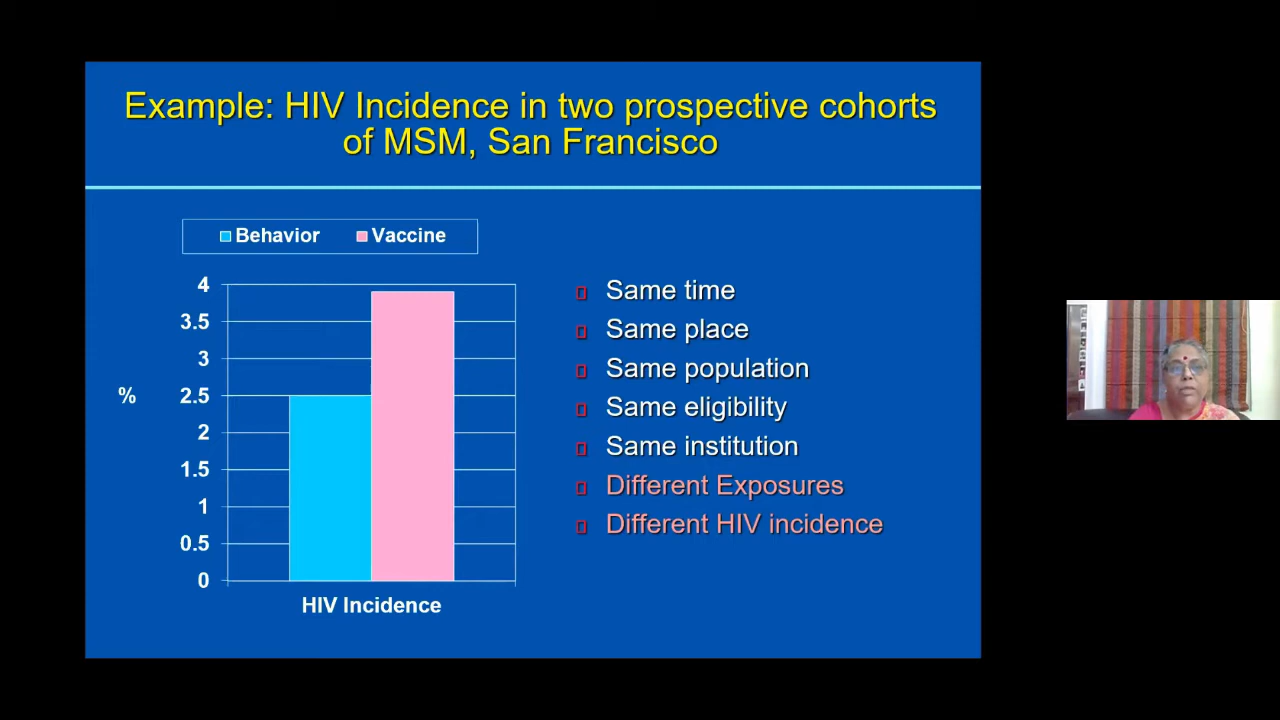 Example: HIV Incidence in two prospective cohorts
of MSM, San Francisco
Behavior Vaccine
4
3.5
3
2.5
2
1.5
1
0.5
0
%
HIV Incidence
Same time
Same place
Same population
Same eligibility
Same institution
Different Exposures
Different HIV incidence